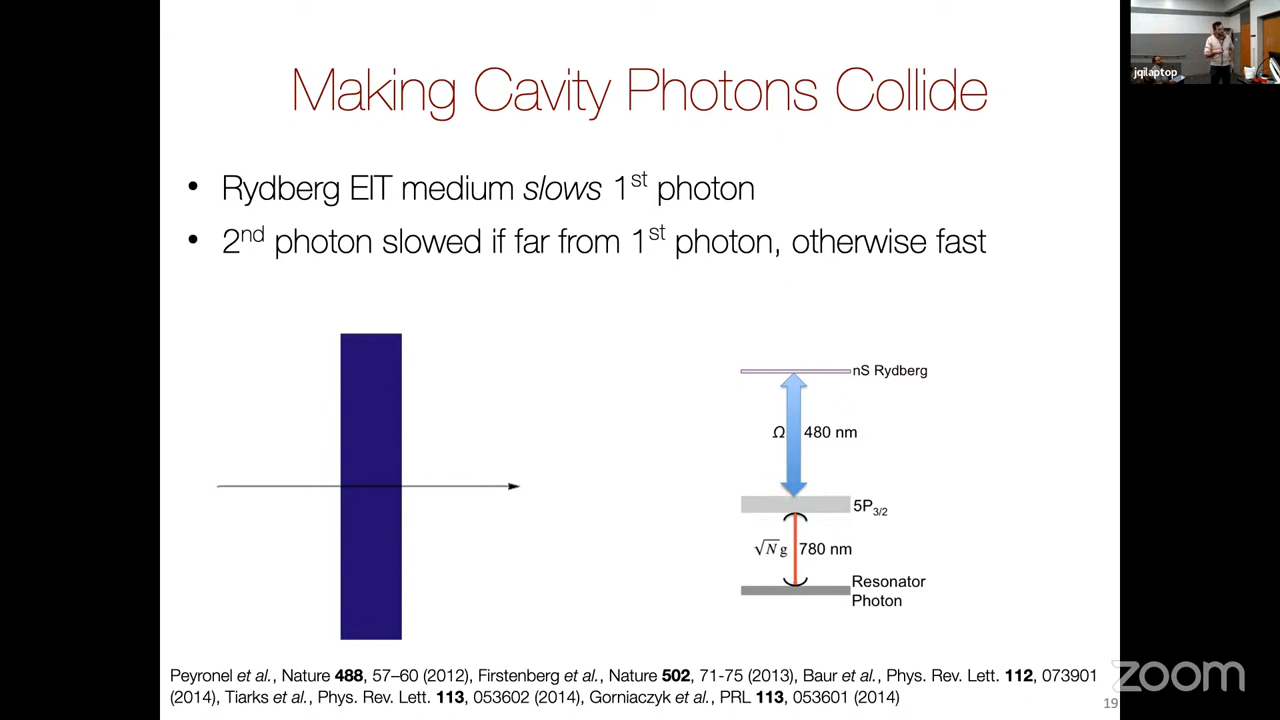 jqilaptop
Making Cavity Photons Collide
• Rydberg EIT medium slows 1st photon
• 2nd photon slowed if far from 1st photon, otherwise fast
nS Rydberg
Ω 480 nm
5P3/2
√Ng 780 nm
Resonator
Photon
Peyronel et al., Nature 488, 57–60 (2012), Firstenberg et al., Nature 502, 71-75 (2013), Baur et al., Phys. Rev. Lett. 112, 073901
(2014), Tiarks et al., Phys. Rev. Lett. 113, 053602 (2014), Gorniaczyk et al., PRL 113, 053601 (2014)
19
zoom